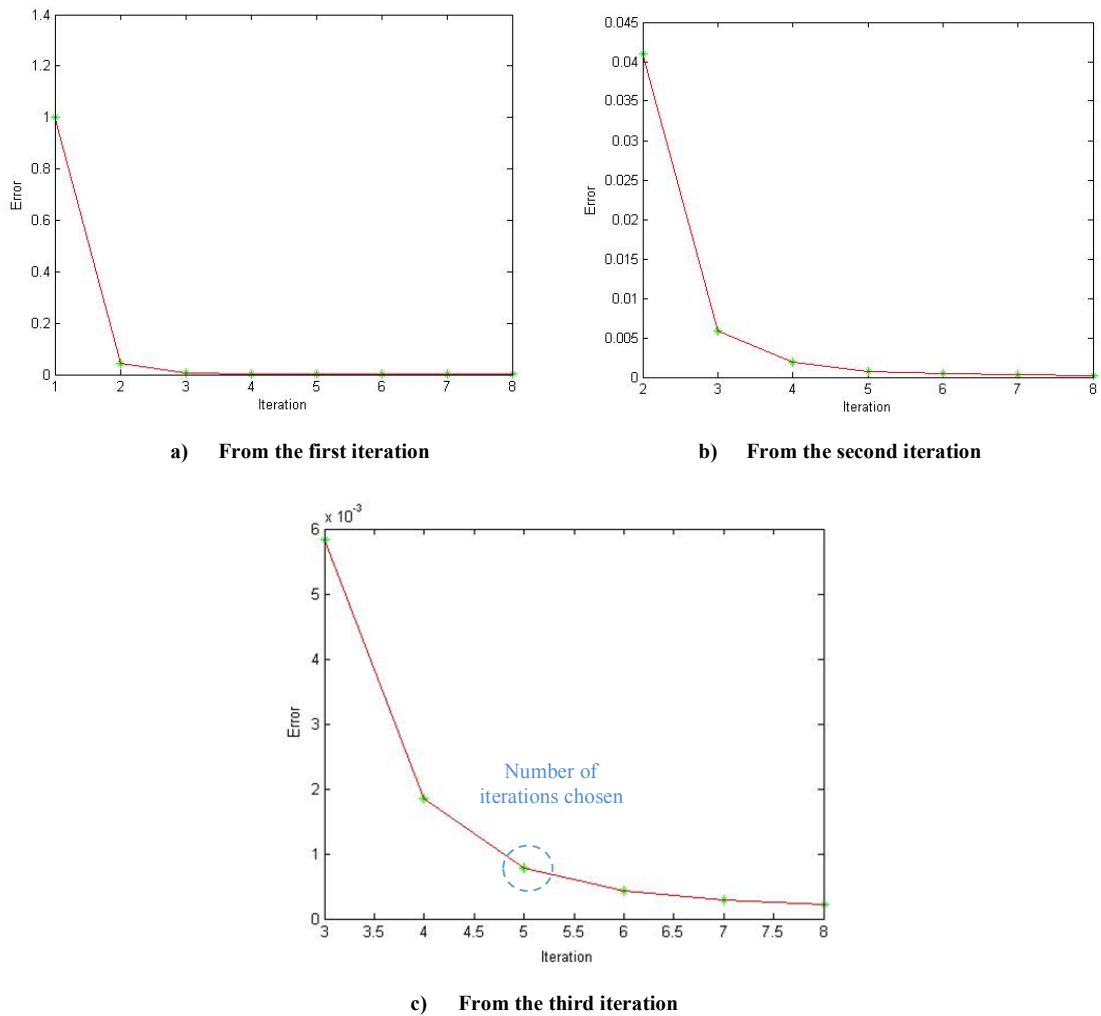 1.4
1.2
1
0.8
0.6
0.4
0.2
0
Error
1 2 3 4 5 6 7 8
Iteration
a) From the first iteration
0.045
0.04
0.035
0.03
0.025
0.02
0.015
0.01
0.005
0
Error
2 3 4 5 6 7 8
Iteration
b) From the second iteration
x 10^-3
6
5
4
3
2
1
0
Error
Number of
iterations chosen
3 3.5 4 4.5 5 5.5 6 6.5 7 7.5 8
Iteration
c) From the third iteration